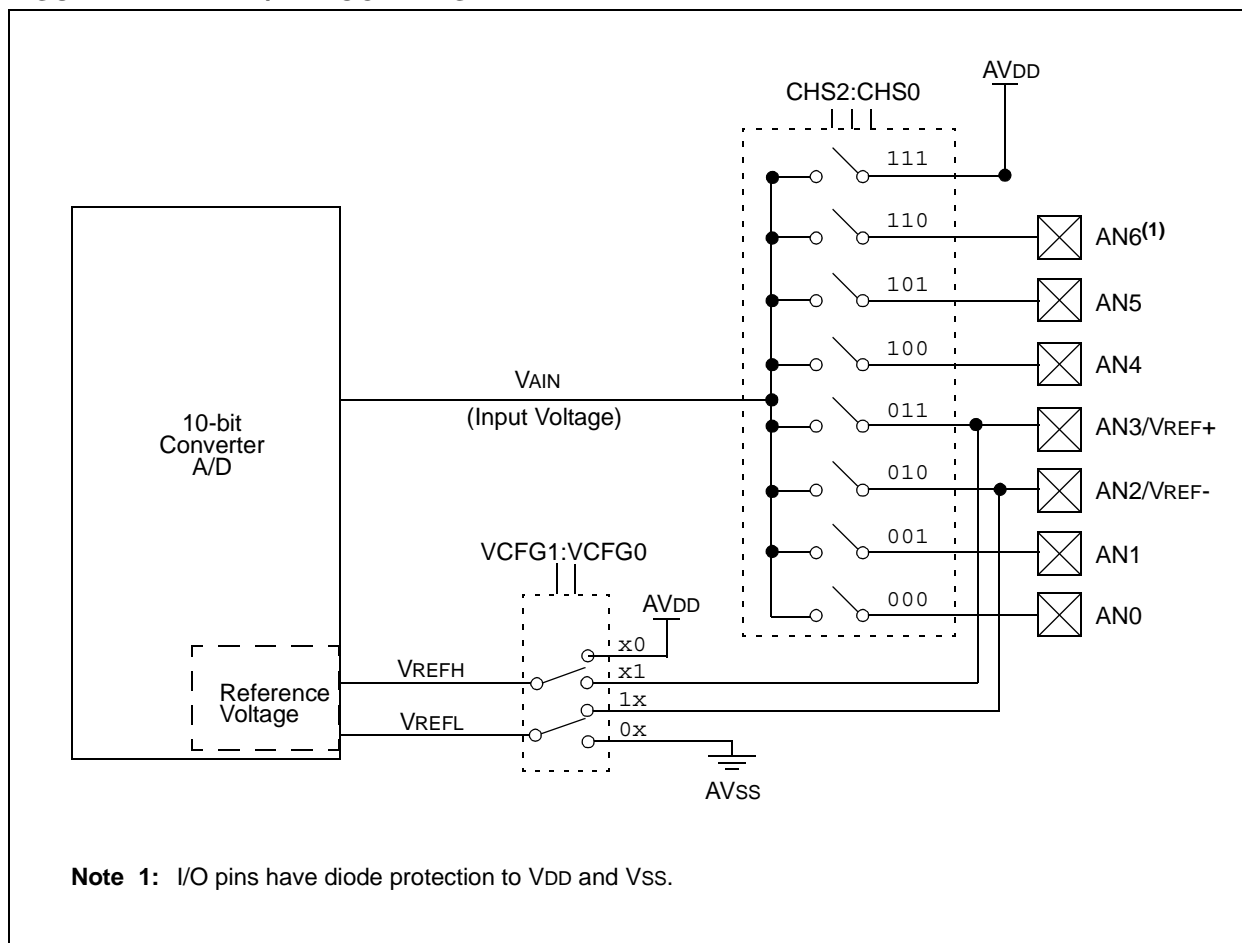 AVDD
CHS2:CHS0
111
110
AN6(1)
101
AN5
100
AN4
VAIN
(Input Voltage)
10-bit
Converter
A/D
011
AN3/VREF+
010
AN2/VREF-
VCFG1:VCFG0
001
AN1
AVDD
000
AN0
x0
VREFH
x1
Reference
Voltage
1x
VREFL
0x
AVSS
Note 1: I/O pins have diode protection to VDD and VSS.